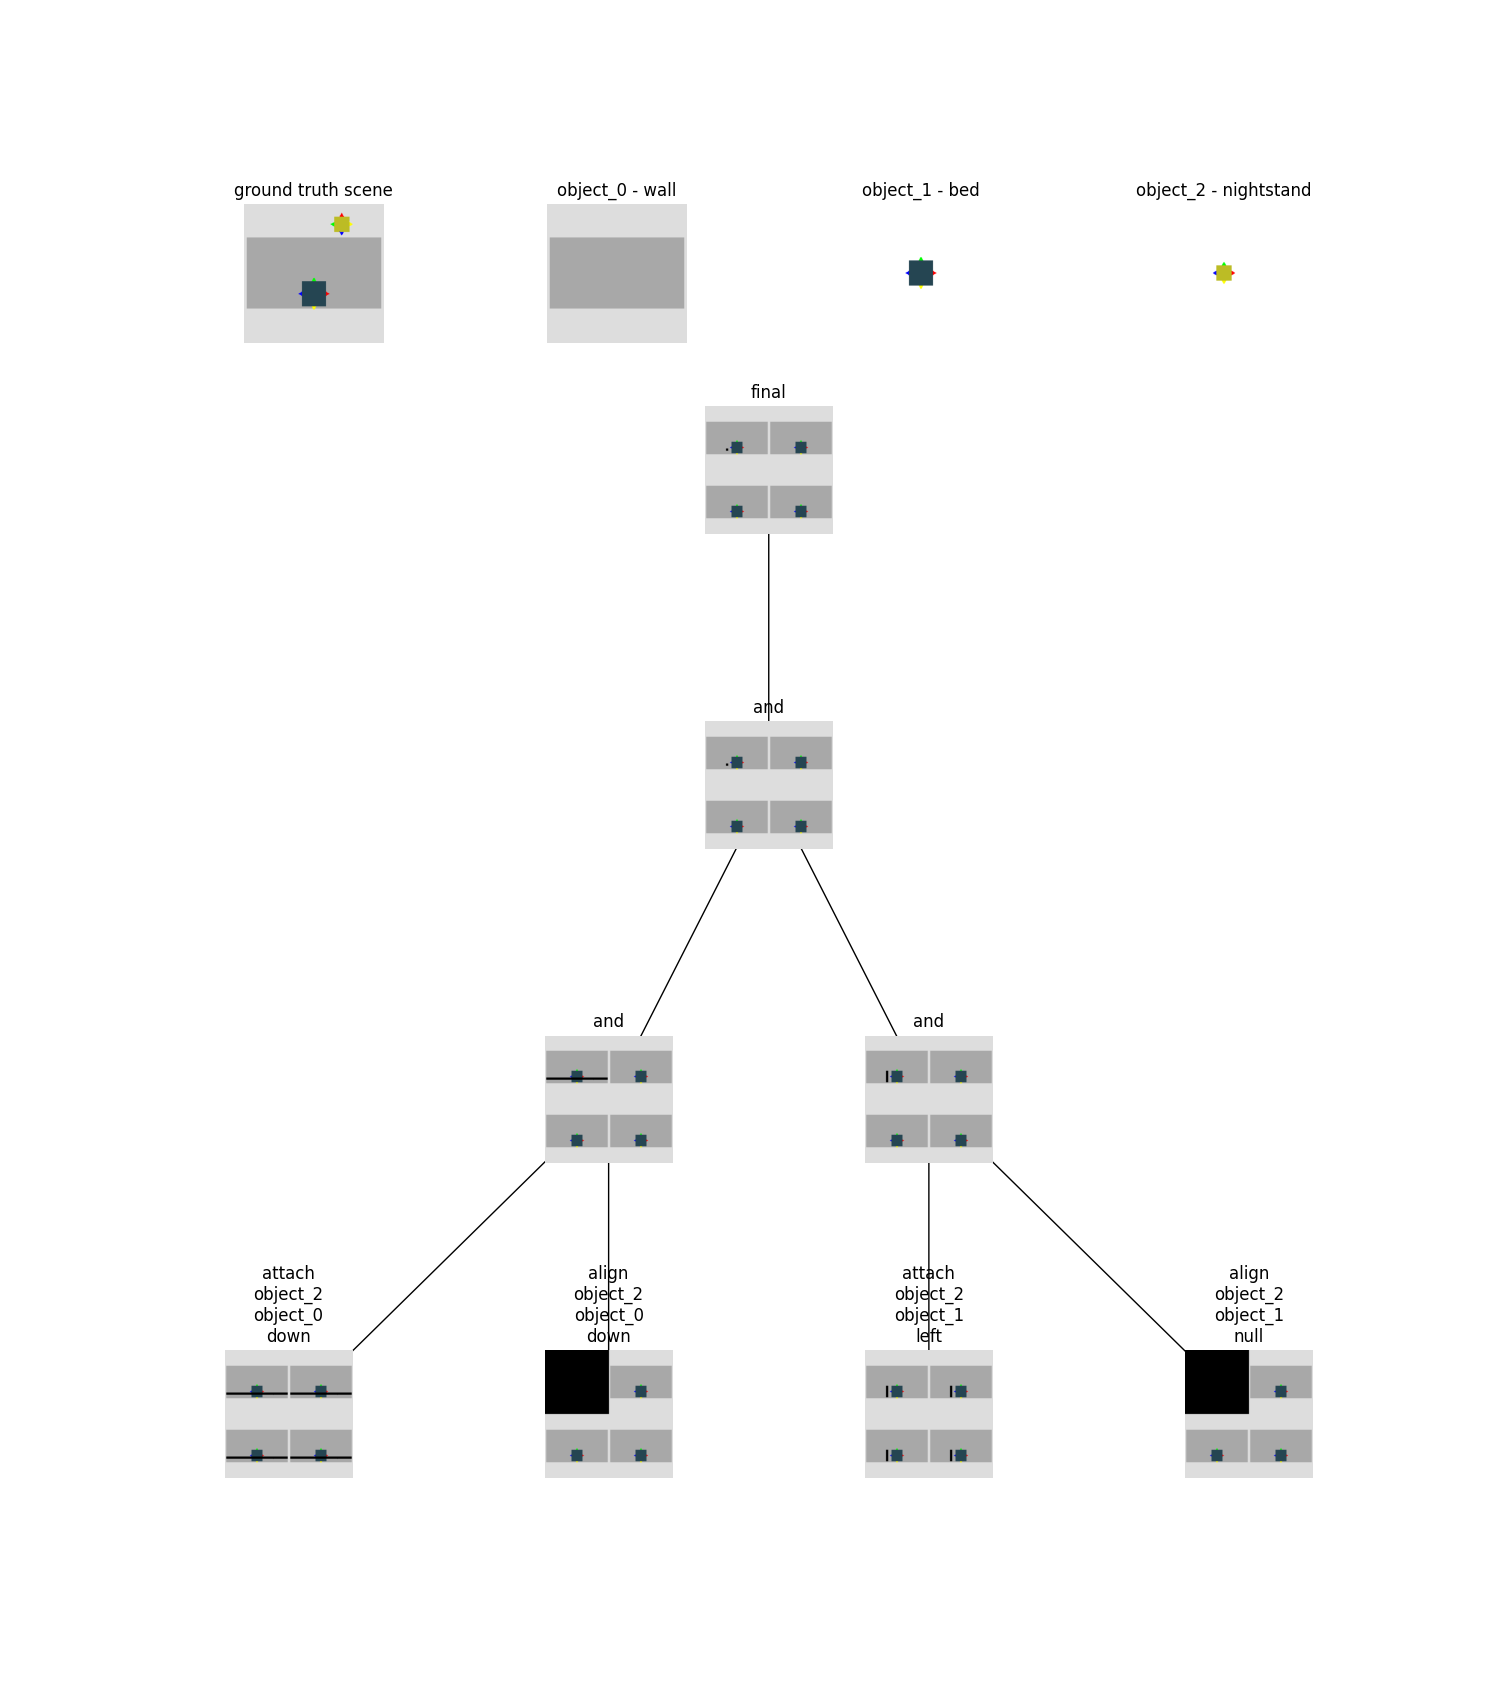 ground truth scene
object_0 - wall
object_1 - bed
object_2 - nightstand
final
and
and
and
attach
object_2
object_0
down
align
object_2
object_0
down
attach
object_2
object_1
left
align
object_2
object_1
null